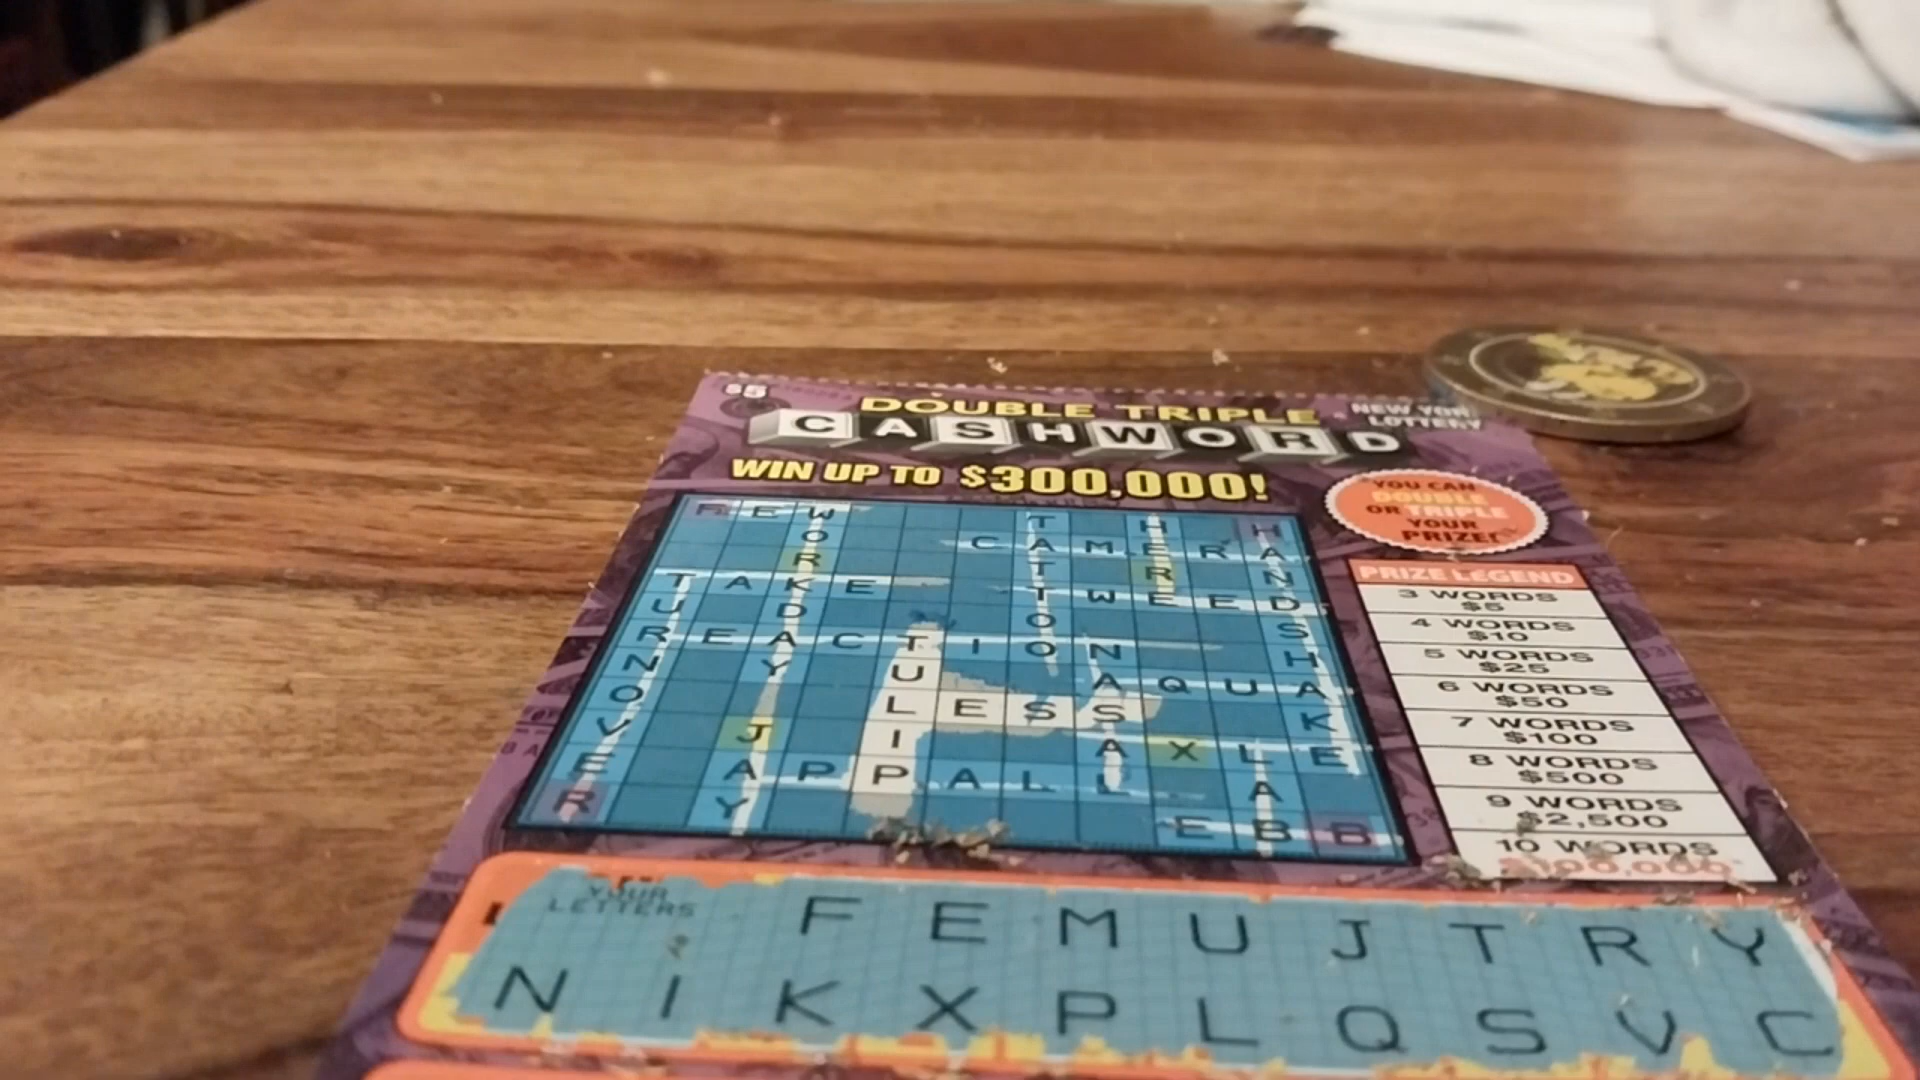 $5
DOUBLE TRIPLE
CASHWORD
NEW YORK
LOTTERY
WIN UP TO $300,000!
YOU CAN
DOUBLE
OR TRIPLE
YOUR
PRIZE!
F E W T H H
O C A M E R A
R T R N
T A K E T W E E D
U D O S
R E A C T I O N H
N Y U A Q U A
O L E S S K
V J I A X L E
E A P P A L L A
R Y E B B
PRIZE LEGEND
3 WORDS
$5
4 WORDS
$10
5 WORDS
$25
6 WORDS
$50
7 WORDS
$100
8 WORDS
$500
9 WORDS
$2,500
10 WORDS
$100,000
YOUR
LETTERS
F E M U J T R Y
N I K X P L Q S V C